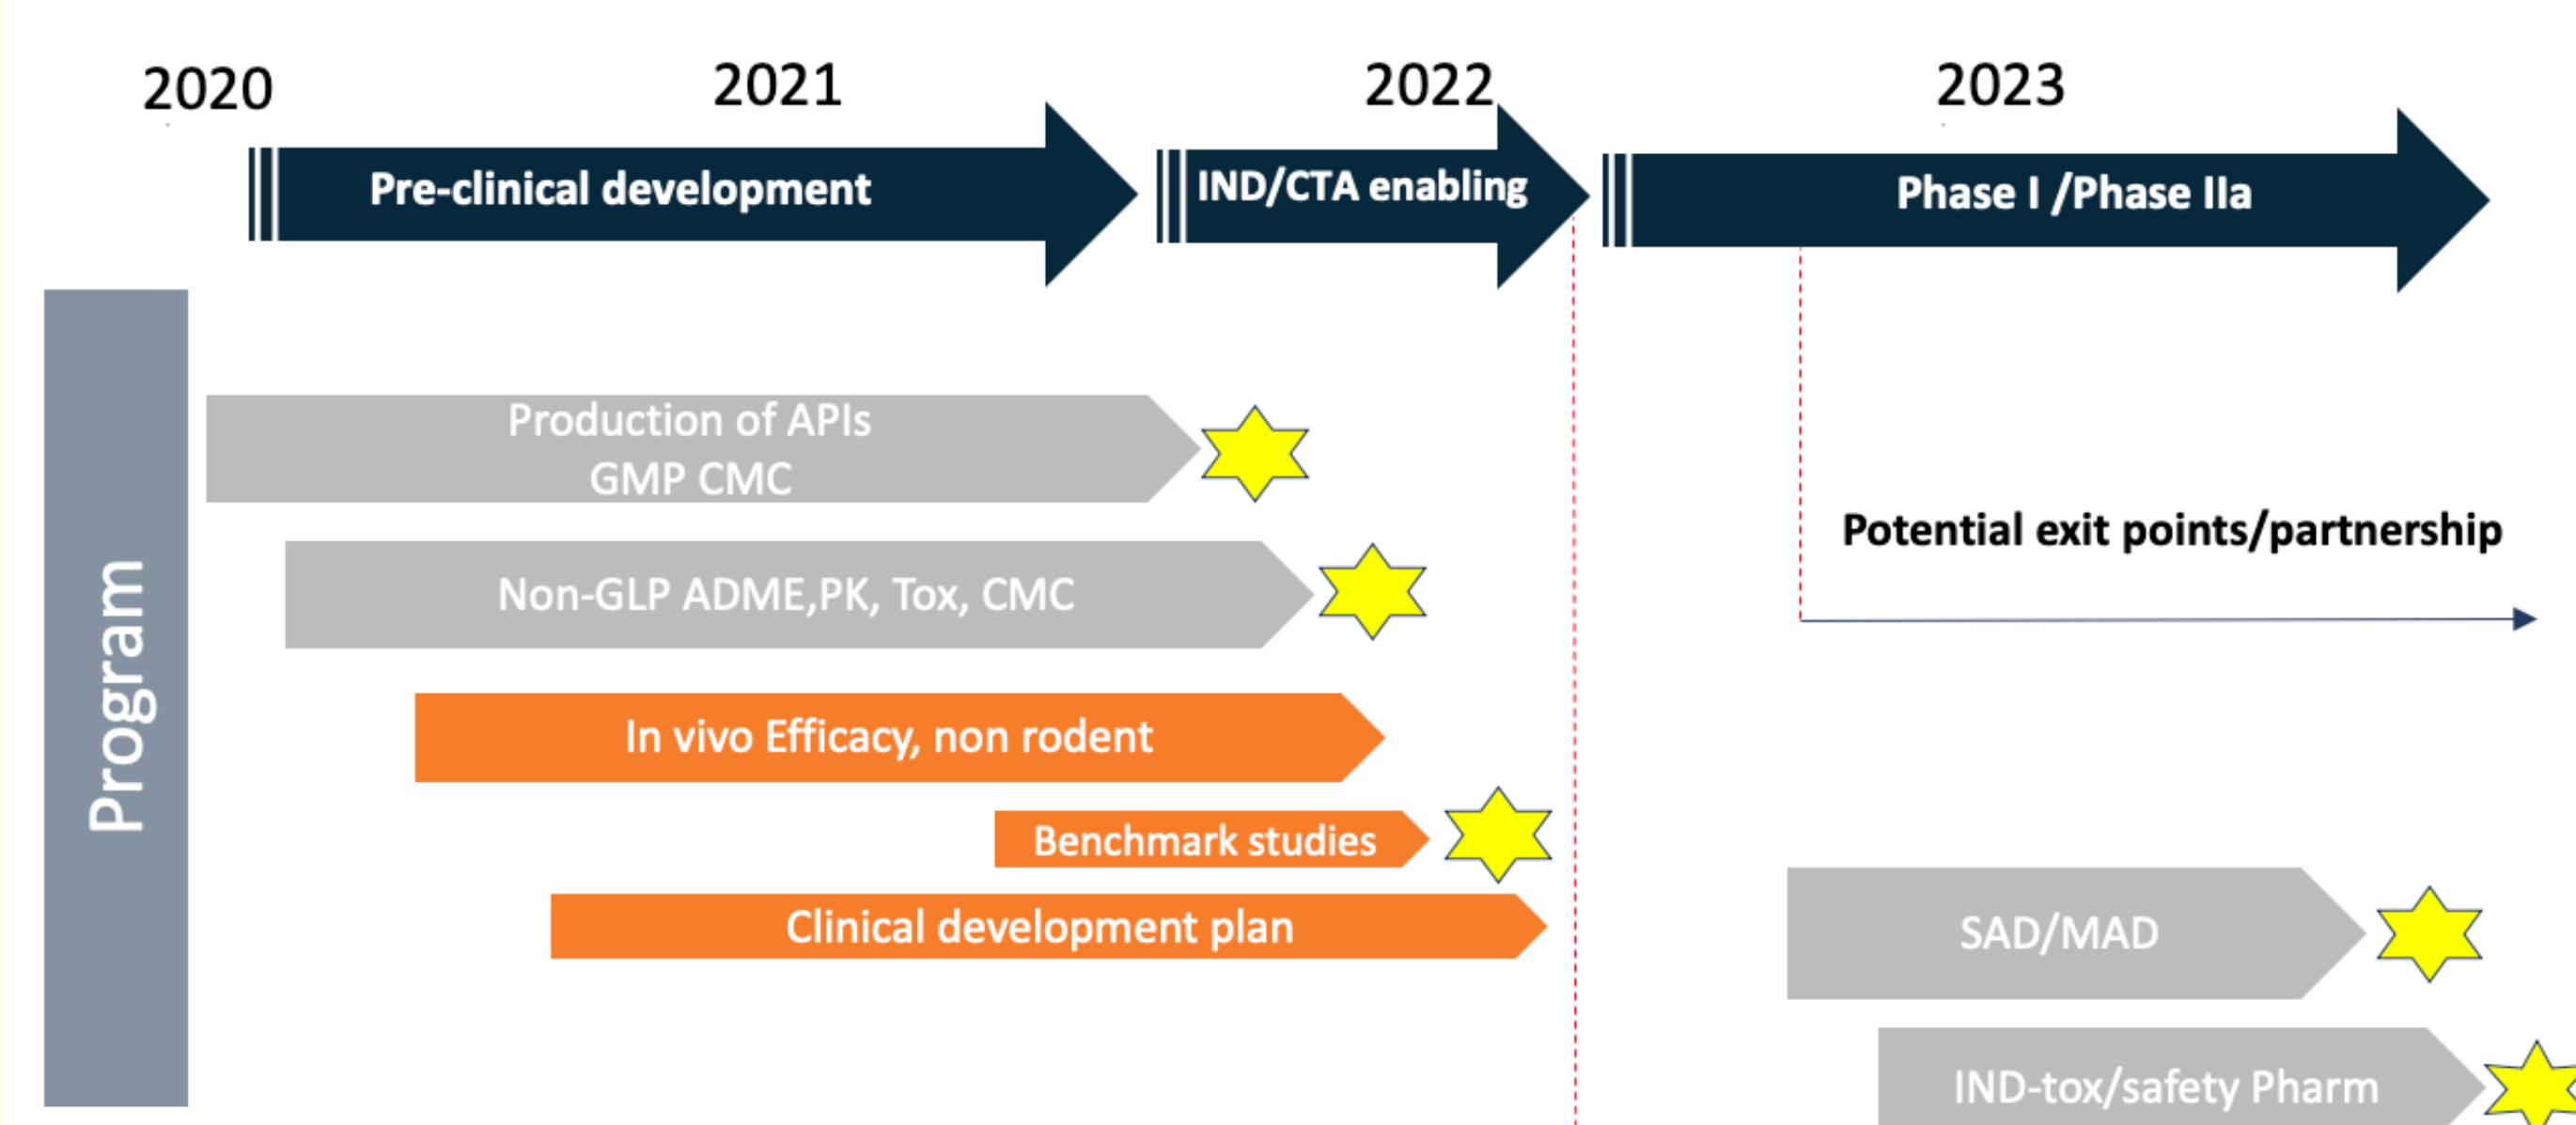 2020
2021
2022
2023
Pre-clinical development
IND/CTA enabling
Phase I /Phase IIa
Program
Production of APIs
GMP CMC
Non-GLP ADME,PK, Tox, CMC
Potential exit points/partnership
In vivo Efficacy, non rodent
Benchmark studies
Clinical development plan
SAD/MAD
IND-tox/safety Pharm